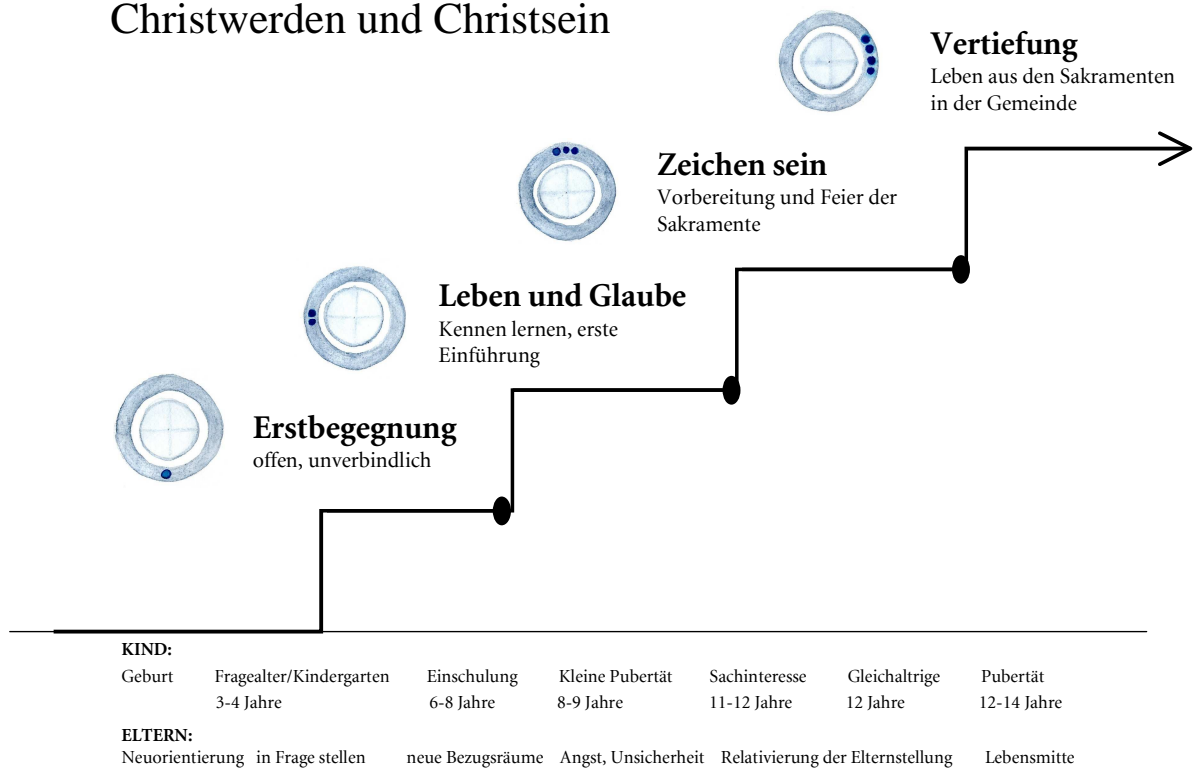 Christwerden und Christsein
Vertiefung
Leben aus den Sakramenten
in der Gemeinde
Zeichen sein
Vorbereitung und Feier der
Sakramente
Leben und Glaube
Kennen lernen, erste
Einführung
Erstbegegnung
offen, unverbindlich
KIND:
Geburt Fragealter/Kindergarten Einschulung Kleine Pubertät Sachinteresse Gleichaltrige Pubertät
3-4 Jahre 6-8 Jahre 8-9 Jahre 11-12 Jahre 12 Jahre 12-14 Jahre
ELTERN:
Neuorientierung in Frage stellen neue Bezugsräume Angst, Unsicherheit Relativierung der Elternstellung Lebensmitte